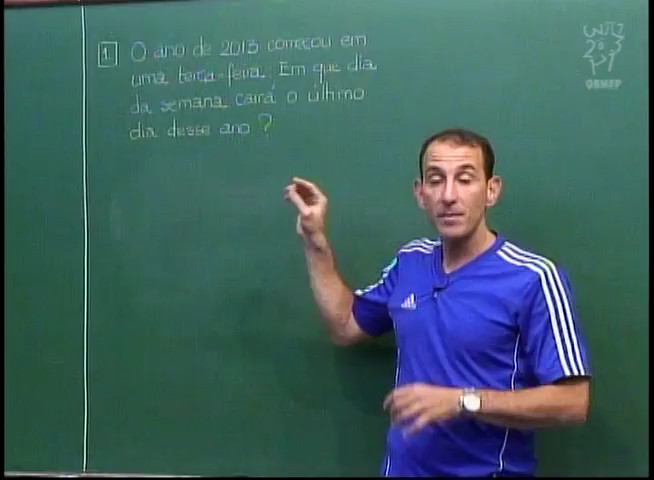 1. O ano de 2013 começou em
uma terça-feira. Em que dia
da semana cairá o último
dia desse ano ?
OBMEP
adidas